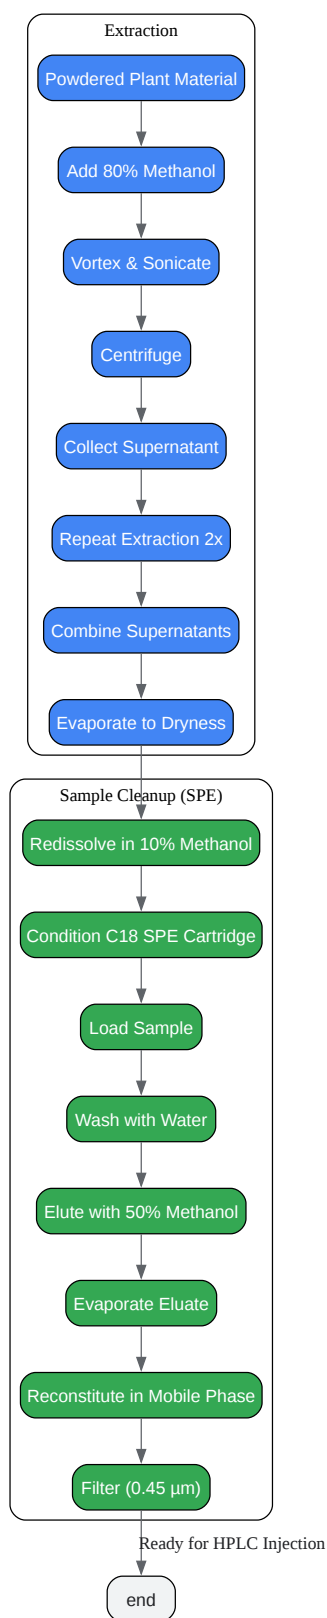 Extraction
Powdered Plant Material
Add 80% Methanol
Vortex & Sonicate
Centrifuge
Collect Supernatant
Repeat Extraction 2x
Combine Supernatants
Evaporate to Dryness
Sample Cleanup (SPE)
Redissolve in 10% Methanol
Condition C18 SPE Cartridge
Load Sample
Wash with Water
Elute with 50% Methanol
Evaporate Eluate
Reconstitute in Mobile Phase
Filter (0.45 µm)
Ready for HPLC Injection
end